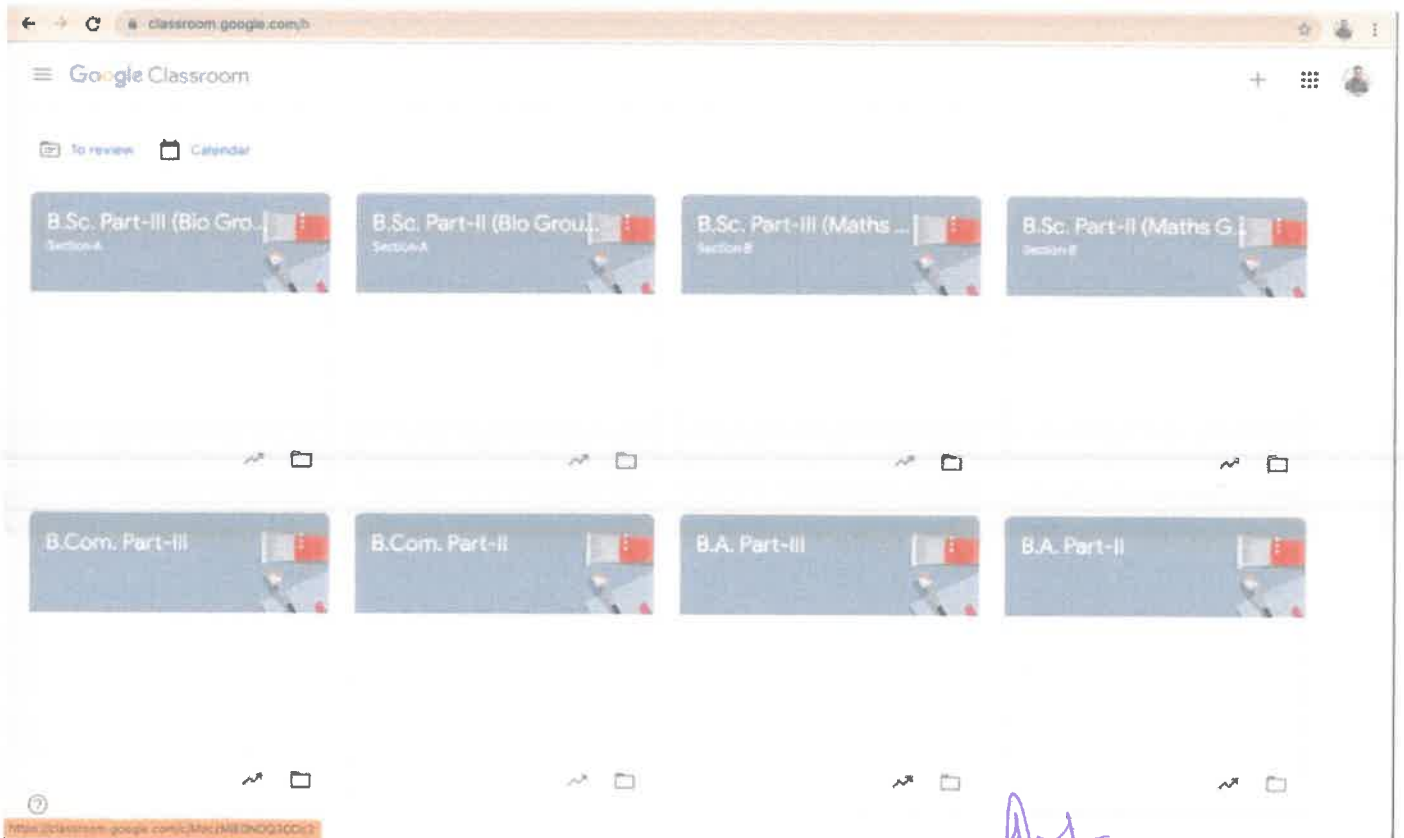 classroom.google.com/h
Google Classroom
To review Calendar
B.Sc. Part-III (Bio Gro...
Section-A
B.Sc. Part-II (Bio Grou...
Section-A
B.Sc. Part-III (Maths ...
Section-B
B.Sc. Part-II (Maths G...
Section-B
B.Com. Part-III
B.Com. Part-II
B.A. Part-III
B.A. Part-II